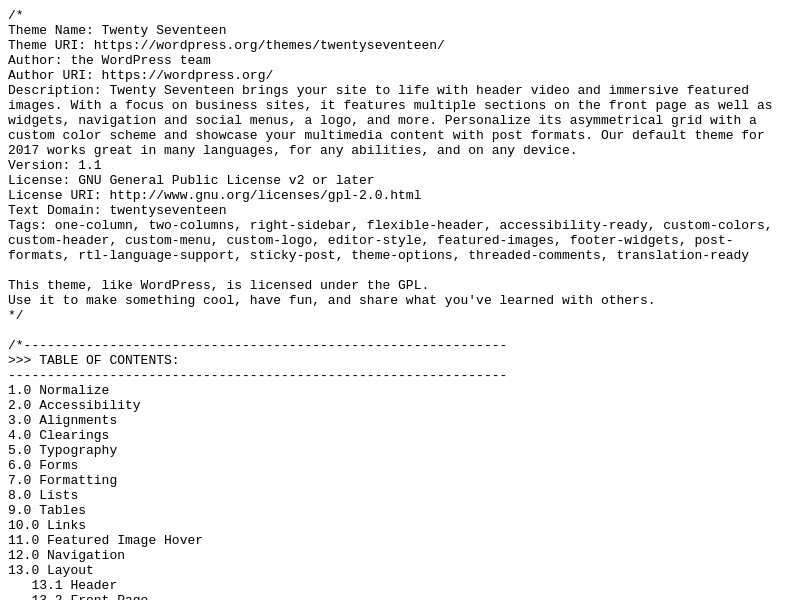 /*
Theme Name: Twenty Seventeen
Theme URI: https://wordpress.org/themes/twentyseventeen/
Author: the WordPress team
Author URI: https://wordpress.org/
Description: Twenty Seventeen brings your site to life with header video and immersive featured
images. With a focus on business sites, it features multiple sections on the front page as well as
widgets, navigation and social menus, a logo, and more. Personalize its asymmetrical grid with a
custom color scheme and showcase your multimedia content with post formats. Our default theme for
2017 works great in many languages, for any abilities, and on any device.
Version: 1.1
License: GNU General Public License v2 or later
License URI: http://www.gnu.org/licenses/gpl-2.0.html
Text Domain: twentyseventeen
Tags: one-column, two-columns, right-sidebar, flexible-header, accessibility-ready, custom-colors,
custom-header, custom-menu, custom-logo, editor-style, featured-images, footer-widgets, post-
formats, rtl-language-support, sticky-post, theme-options, threaded-comments, translation-ready

This theme, like WordPress, is licensed under the GPL.
Use it to make something cool, have fun, and share what you've learned with others.
*/

/*--------------------------------------------------------------
>>> TABLE OF CONTENTS:
----------------------------------------------------------------
1.0 Normalize
2.0 Accessibility
3.0 Alignments
4.0 Clearings
5.0 Typography
6.0 Forms
7.0 Formatting
8.0 Lists
9.0 Tables
10.0 Links
11.0 Featured Image Hover
12.0 Navigation
13.0 Layout
   13.1 Header
   13.2 Front Page